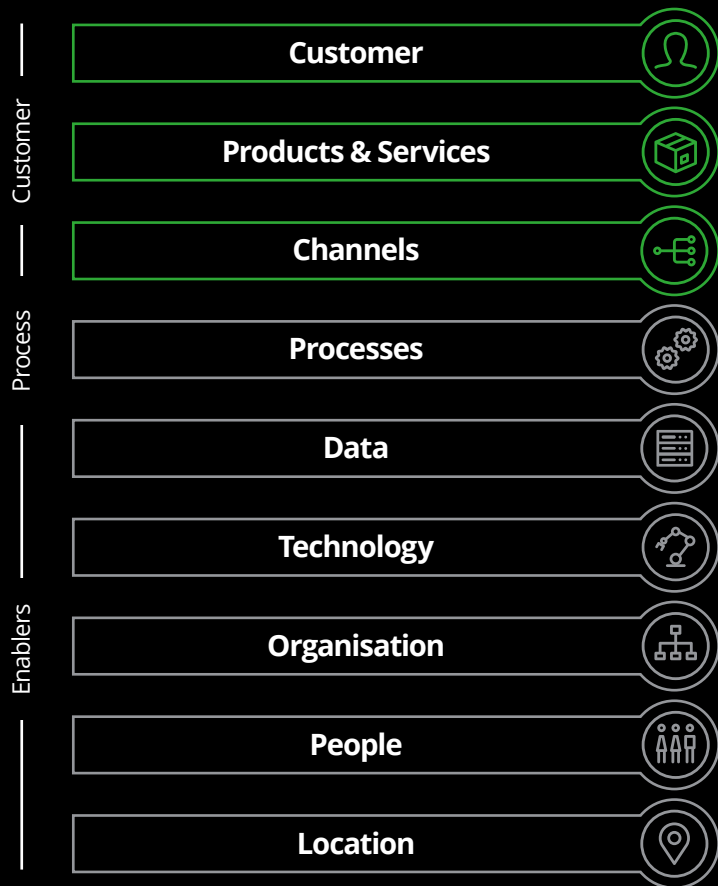 Customer
Customer
Products & Services
Channels
Process
Processes
Enablers
Data
Technology
Organisation
People
Location